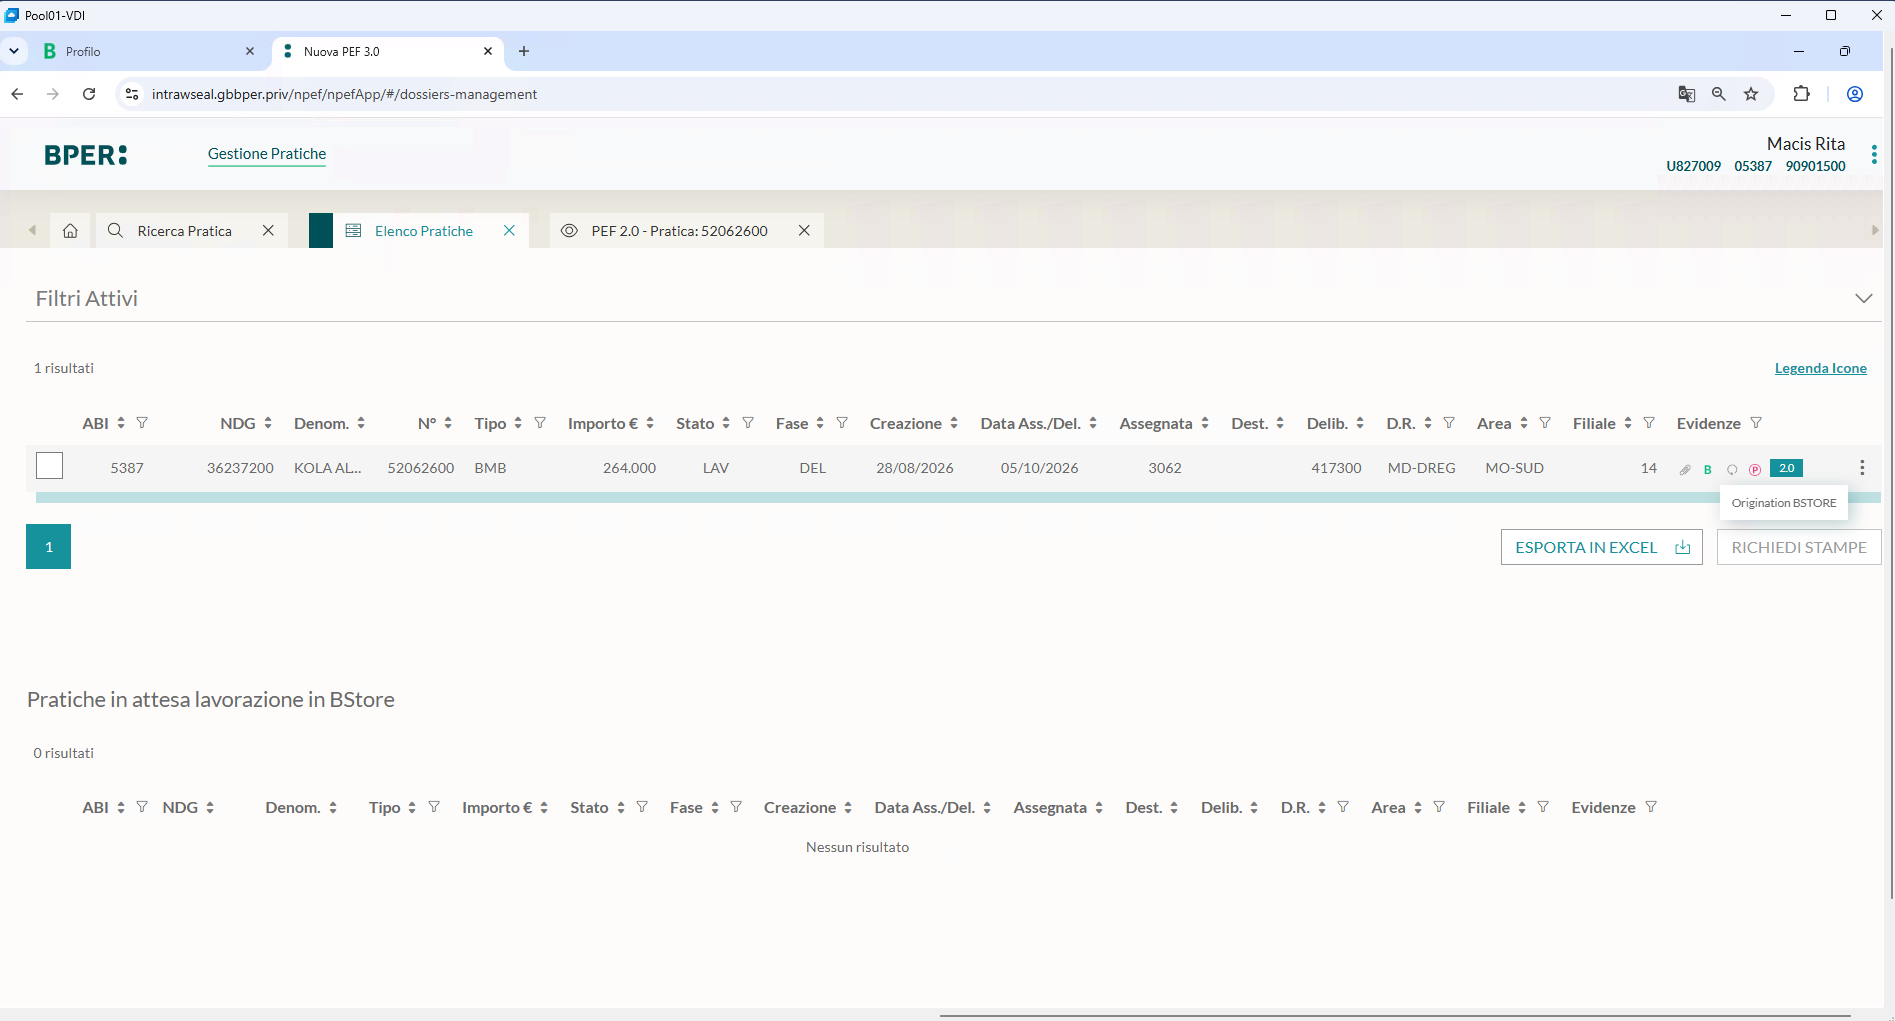 Pool01-VDI
Profilo
Nuova PEF 3.0
intrawseal.gbbper.priv/npef/npefApp/#/dossiers-management
BPER:
Gestione Pratiche
Macis Rita
U827009 05387 90901500
Ricerca Pratica
Elenco Pratiche
PEF 2.0 - Pratica: 52062600
Filtri Attivi
1 risultati
Legenda Icone
ABI NDG Denom. N° Tipo Importo € Stato Fase Creazione Data Ass./Del. Assegnata Dest. Delib. D.R. Area Filiale Evidenze
5387 36237200 KOLA AL... 52062600 BMB 264.000 LAV DEL 28/08/2026 05/10/2026 3062 417300 MD-DREG MO-SUD 14 B P 2.0
Origination BSTORE
1
ESPORTA IN EXCEL
RICHIEDI STAMPE
Pratiche in attesa lavorazione in BStore
0 risultati
ABI NDG Denom. Tipo Importo € Stato Fase Creazione Data Ass./Del. Assegnata Dest. Delib. D.R. Area Filiale Evidenze
Nessun risultato